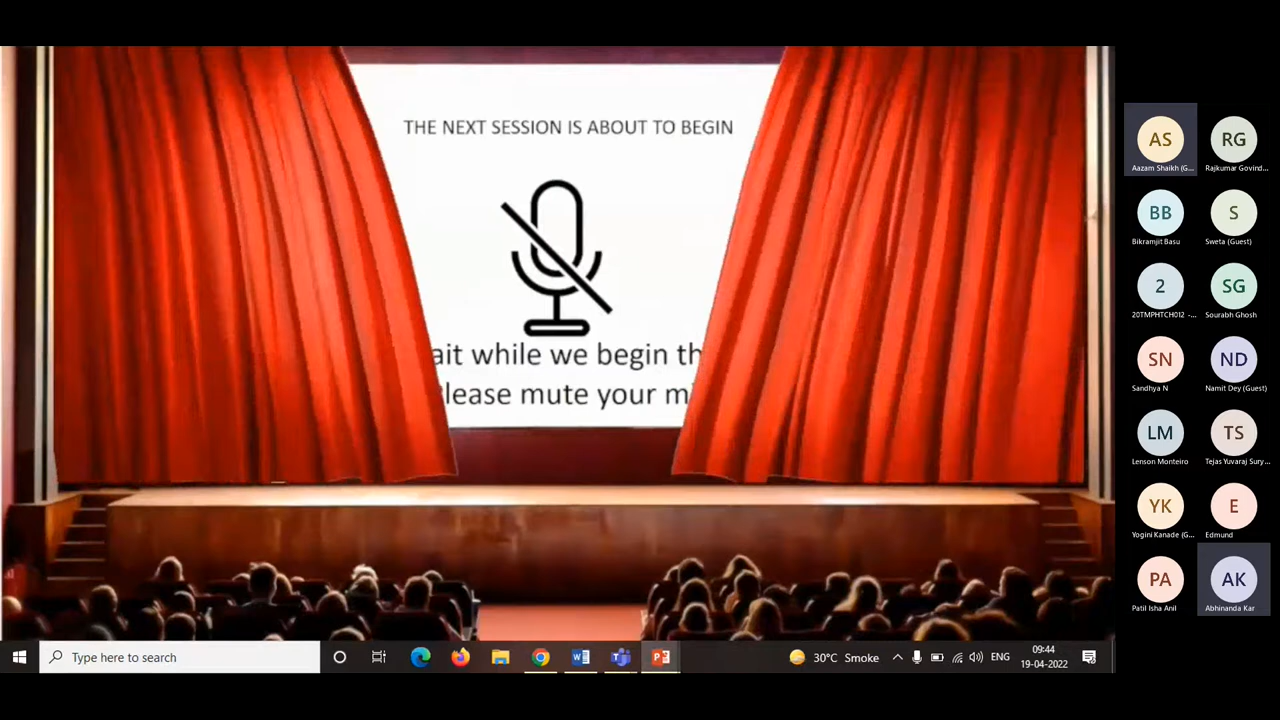 THE NEXT SESSION IS ABOUT TO BEGIN
ait while we begin th
lease mute your m
AS
Aazam Shaikh (G...
RG
Rajkumar Govind...
BB
Bikramjit Basu
S
Sweta (Guest)
2
20TMPHTCH012 -...
SG
Sourabh Ghosh
SN
Sandhya N
ND
Namit Dey (Guest)
LM
Lenson Monteiro
TS
Tejas Yuvaraj Sury...
YK
Yogini Kanade (G...
E
Edmund
PA
Patil Isha Anil
AK
Abhinanda Kar
Type here to search
30°C Smoke
ENG
09:44
19-04-2022